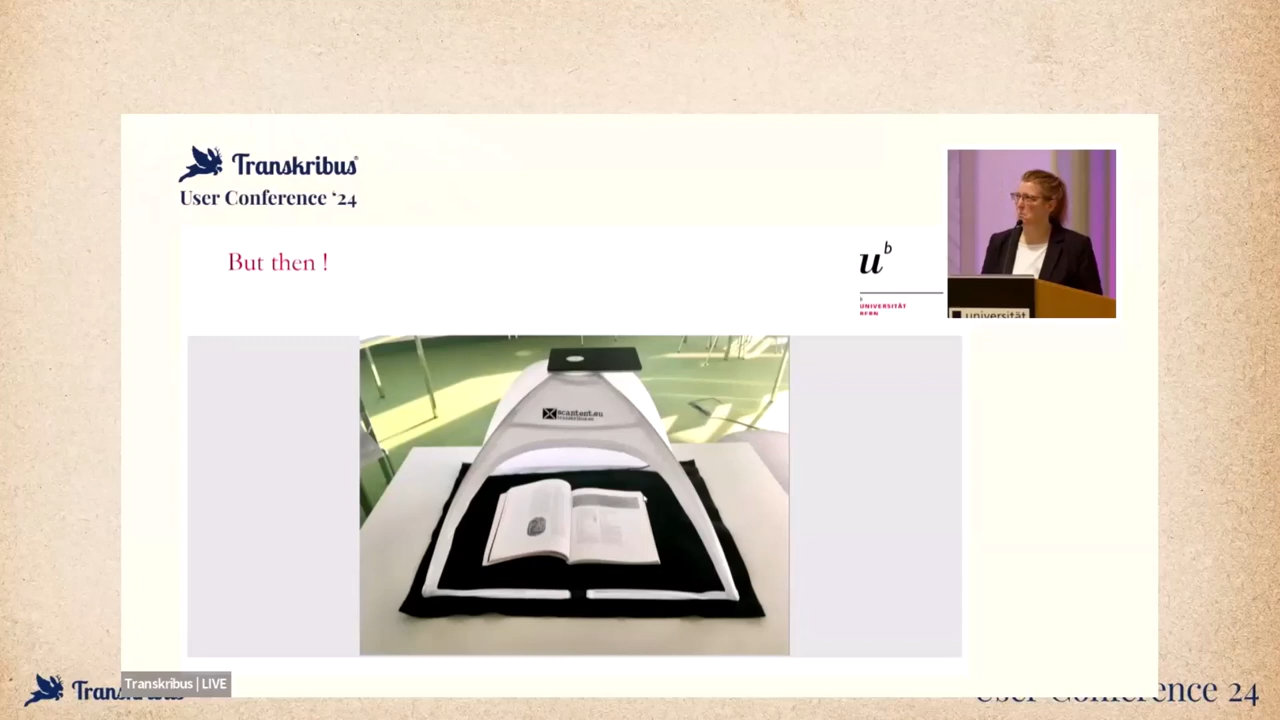 Transkribus
User Conference ‘24
But then !
u^b
b
UNIVERSITÄT
BERN
universität
scantent.eu
Transkribus | LIVE
User Conference 24